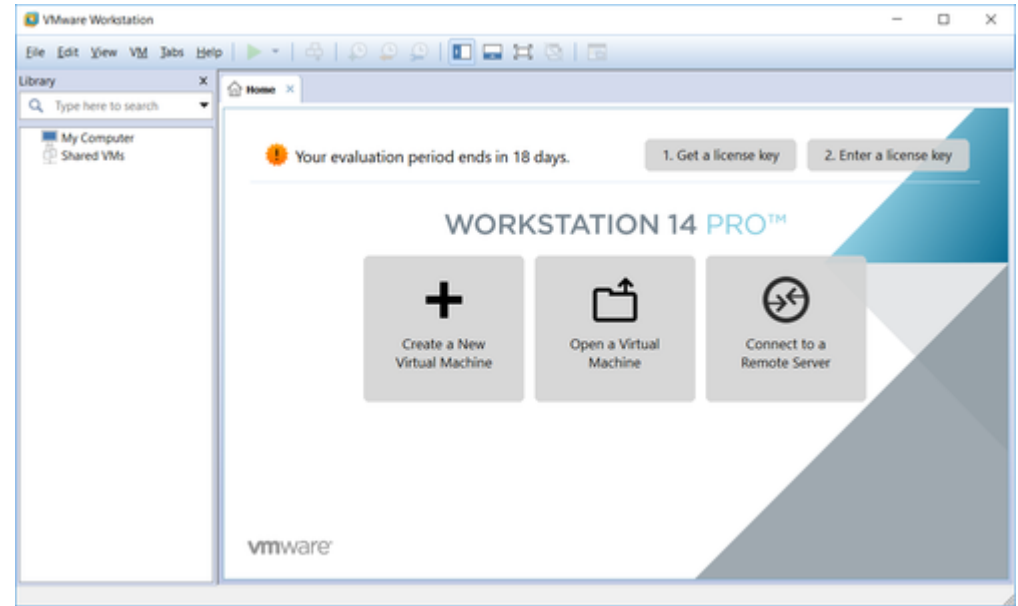 VMware Workstation
File Edit View VM Tabs Help
Library x
Home ×
Type here to search
My Computer
Shared VMs
Your evaluation period ends in 18 days.
1. Get a license key
2. Enter a license key
WORKSTATION 14 PRO™
Create a New
Virtual Machine
Open a Virtual
Machine
Connect to a
Remote Server
vmware